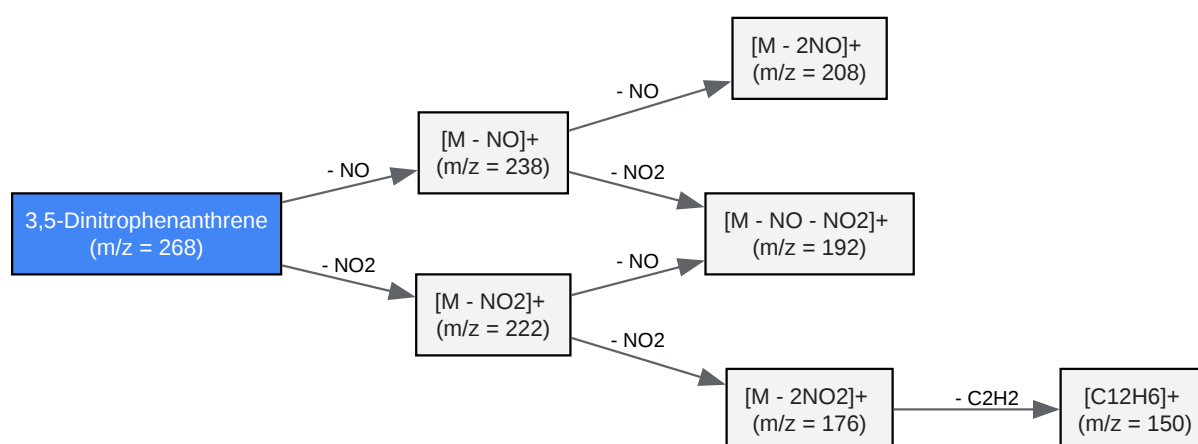 [M - 2NO]+
(m/z = 208)
- NO
[M - NO]+
(m/z = 238)
- NO
- NO2
3,5-Dinitrophenanthrene
(m/z = 268)
[M - NO - NO2]+
(m/z = 192)
- NO2
- NO
[M - NO2]+
(m/z = 222)
- NO2
[M - 2NO2]+
(m/z = 176)
- C2H2
[C12H6]+
(m/z = 150)